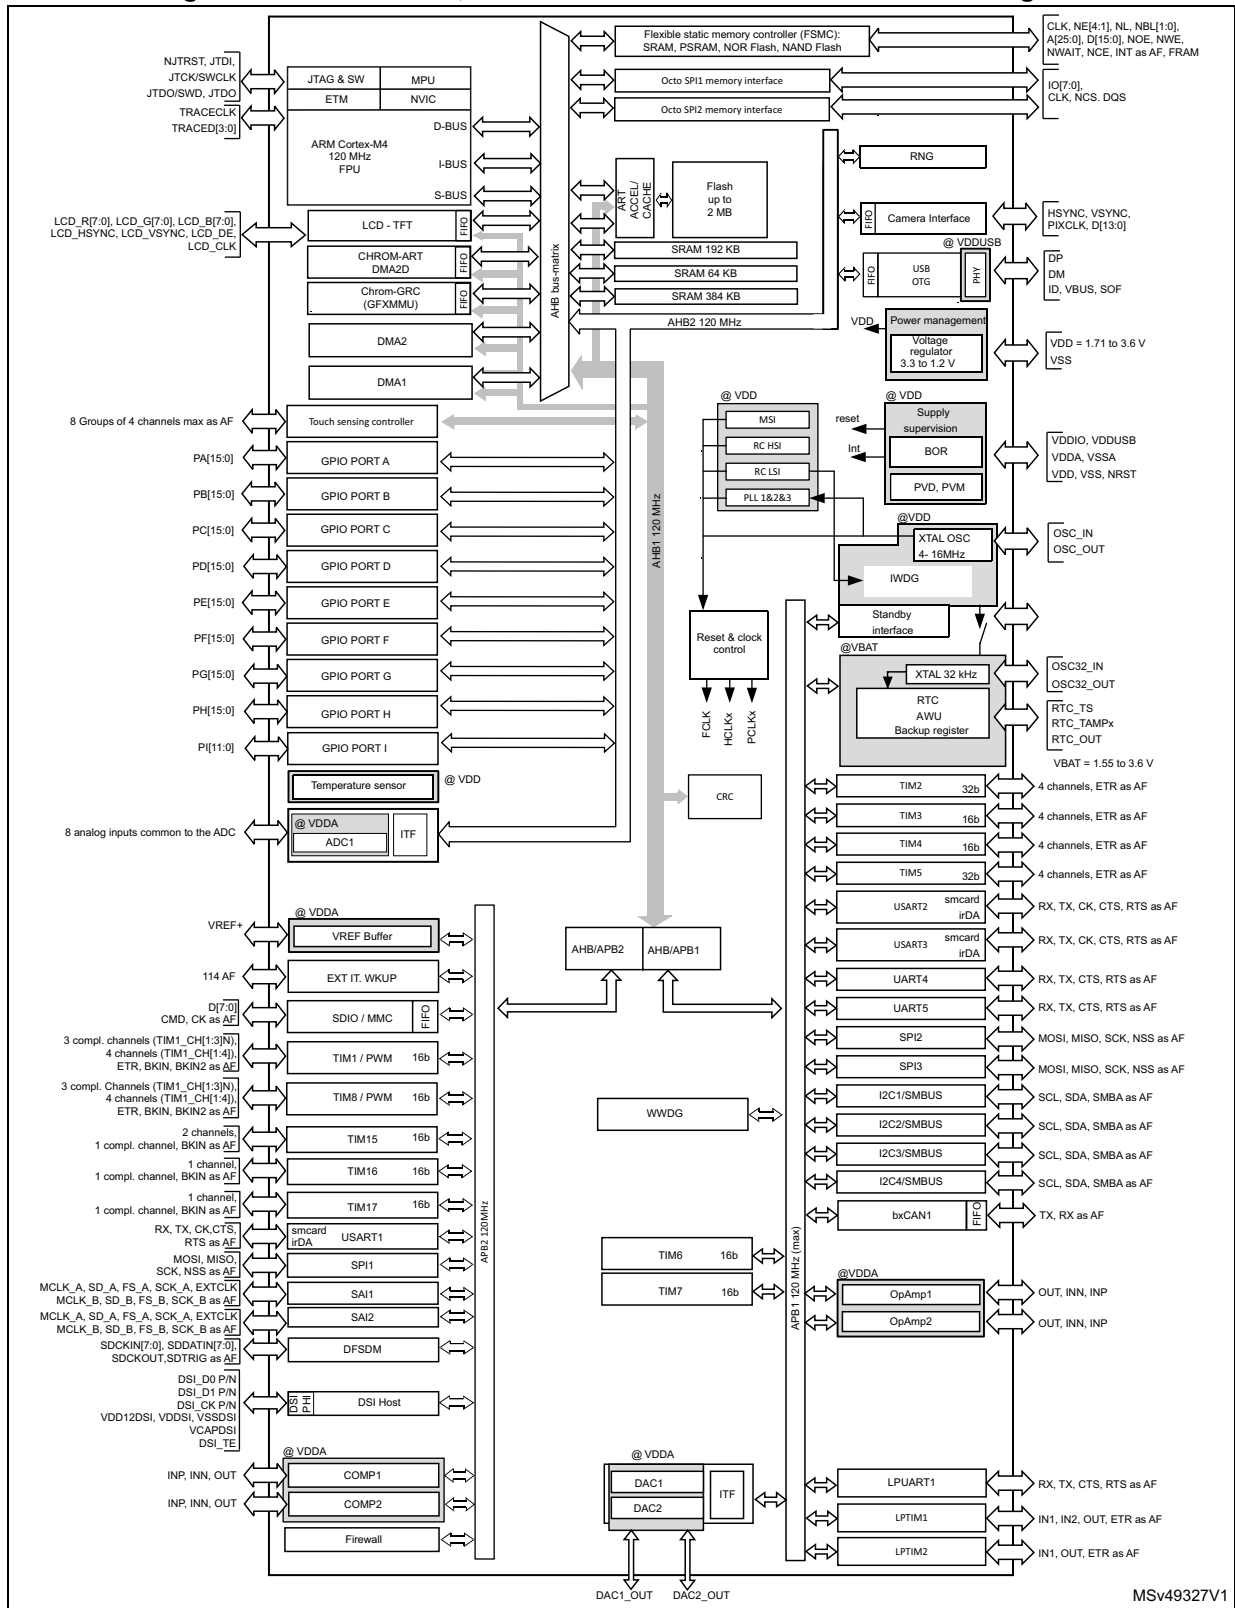 CLK, NE[4:1], NL, NBL[1:0],
A[25:0], D[15:0], NOE, NWE,
NWAIT, NCE, INT as AF, FRAM
Flexible static memory controller (FSMC):
SRAM, PSRAM, NOR Flash, NAND Flash
NJTRST, JTDI,
JTCK/SWCLK
JTDO/SWD, JTDO
TRACECLK
TRACED[3:0]
JTAG & SW
MPU
ETM
NVIC
ARM Cortex-M4
120 MHz
FPU
D-BUS
I-BUS
S-BUS
Octo SPI1 memory interface
Octo SPI2 memory interface
IO[7:0],
CLK, NCS. DQS
AHB bus-matrix
ART
ACCEL/
CACHE
Flash
up to
2 MB
RNG
FIFO
Camera Interface
HSYNC, VSYNC,
PIXCLK, D[13:0]
LCD_R[7:0], LCD_G[7:0], LCD_B[7:0],
LCD_HSYNC, LCD_VSYNC, LCD_DE,
LCD_CLK
LCD - TFT
FIFO
CHROM-ART
DMA2D
FIFO
Chrom-GRC
(GFXMMU)
FIFO
DMA2
DMA1
SRAM 192 KB
SRAM 64 KB
SRAM 384 KB
AHB2 120 MHz
@ VDDUSB
FIFO
USB
OTG
PHY
DP
DM
ID, VBUS, SOF
VDD
Power management
Voltage
regulator
3.3 to 1.2 V
VDD = 1.71 to 3.6 V
VSS
8 Groups of 4 channels max as AF
Touch sensing controller
@ VDD
MSI
RC HSI
RC LSI
PLL 1&2&3
reset
Int
@ VDD
Supply
supervision
BOR
PVD, PVM
VDDIO, VDDUSB
VDDA, VSSA
VDD, VSS, NRST
PA[15:0]
GPIO PORT A
PB[15:0]
GPIO PORT B
PC[15:0]
GPIO PORT C
PD[15:0]
GPIO PORT D
PE[15:0]
GPIO PORT E
PF[15:0]
GPIO PORT F
PG[15:0]
GPIO PORT G
PH[15:0]
GPIO PORT H
PI[11:0]
GPIO PORT I
AHB1 120 MHz
@VDD
XTAL OSC
4- 16MHz
IWDG
OSC_IN
OSC_OUT
Standby
interface
Reset & clock
control
FCLK
HCLKx
PCLKx
@VBAT
XTAL 32 kHz
RTC
AWU
Backup register
OSC32_IN
OSC32_OUT
RTC_TS
RTC_TAMPx
RTC_OUT
VBAT = 1.55 to 3.6 V
Temperature sensor
@ VDD
CRC
8 analog inputs common to the ADC
@ VDDA
ADC1
ITF
TIM2
32b
4 channels, ETR as AF
TIM3
16b
4 channels, ETR as AF
TIM4
16b
4 channels, ETR as AF
TIM5
32b
4 channels, ETR as AF
USART2
smcard
irDA
RX, TX, CK, CTS, RTS as AF
USART3
smcard
irDA
RX, TX, CK, CTS, RTS as AF
UART4
RX, TX, CTS, RTS as AF
UART5
RX, TX, CTS, RTS as AF
SPI2
MOSI, MISO, SCK, NSS as AF
SPI3
MOSI, MISO, SCK, NSS as AF
I2C1/SMBUS
SCL, SDA, SMBA as AF
I2C2/SMBUS
SCL, SDA, SMBA as AF
I2C3/SMBUS
SCL, SDA, SMBA as AF
I2C4/SMBUS
SCL, SDA, SMBA as AF
bxCAN1
FIFO
TX, RX as AF
AHB/APB2
AHB/APB1
WWDG
TIM6
16b
TIM7
16b
APB1 120 MHz (max)
@VDDA
OpAmp1
OUT, INN, INP
OpAmp2
OUT, INN, INP
VREF+
@ VDDA
VREF Buffer
114 AF
EXT IT. WKUP
D[7:0]
CMD, CK as AF
SDIO / MMC
FIFO
3 compl. channels (TIM1_CH[1:3]N),
4 channels (TIM1_CH[1:4]),
ETR, BKIN, BKIN2 as AF
TIM1 / PWM
16b
3 compl. Channels (TIM1_CH[1:3]N),
4 channels (TIM1_CH[1:4]),
ETR, BKIN, BKIN2 as AF
TIM8 / PWM
16b
2 channels,
1 compl. channel, BKIN as AF
TIM15
16b
1 channel,
1 compl. channel, BKIN as AF
TIM16
16b
1 channel,
1 compl. channel, BKIN as AF
TIM17
16b
RX, TX, CK,CTS,
RTS as AF
smcard
irDA
USART1
MOSI, MISO,
SCK, NSS as AF
SPI1
MCLK_A, SD_A, FS_A, SCK_A, EXTCLK
MCLK_B, SD_B, FS_B, SCK_B as AF
SAI1
MCLK_A, SD_A, FS_A, SCK_A, EXTCLK
MCLK_B, SD_B, FS_B, SCK_B as AF
SAI2
SDCKIN[7:0], SDDATIN[7:0],
SDCKOUT,SDTRIG as AF
DFSDM
APB2 120MHz
DSI_D0 P/N
DSI_D1 P/N
DSI_CK P/N
VDD12DSI, VDDSI, VSSDSI
VCAPDSI
DSI_TE
DSI
PHI
DSI Host
@ VDDA
INP, INN, OUT
COMP1
INP, INN, OUT
COMP2
Firewall
@ VDDA
DAC1
DAC2
ITF
DAC1_OUT
DAC2_OUT
LPUART1
RX, TX, CTS, RTS as AF
LPTIM1
IN1, IN2, OUT, ETR as AF
LPTIM2
IN1, OUT, ETR as AF
MSv49327V1